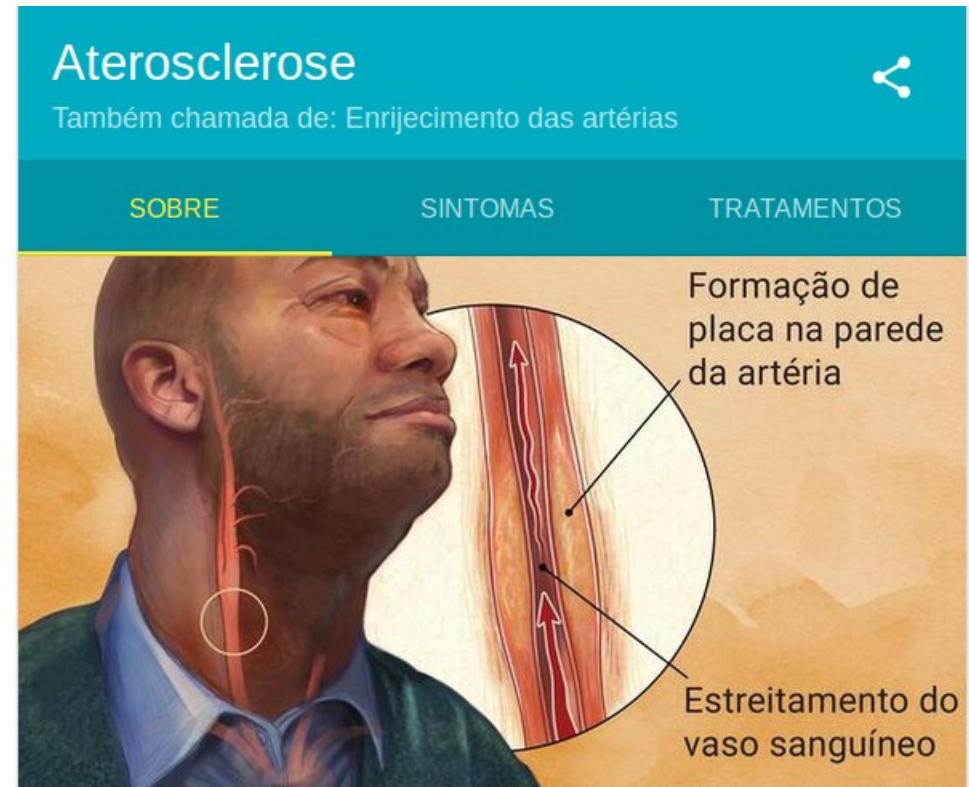 Aterosclerose
Também chamada de: Enrijecimento das artérias
SOBRE
SINTOMAS
TRATAMENTOS
Formação de
placa na parede
da artéria
Estreitamento do
vaso sanguíneo